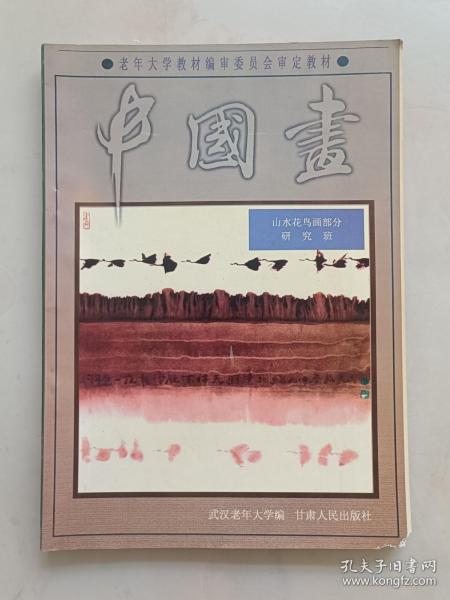 ●老年大学教材编审委员会审定教材●
中國畫
山水花鸟画部分
研究班
武汉老年大学编 甘肃人民出版社
孔夫子旧书网
www.kongfz.com